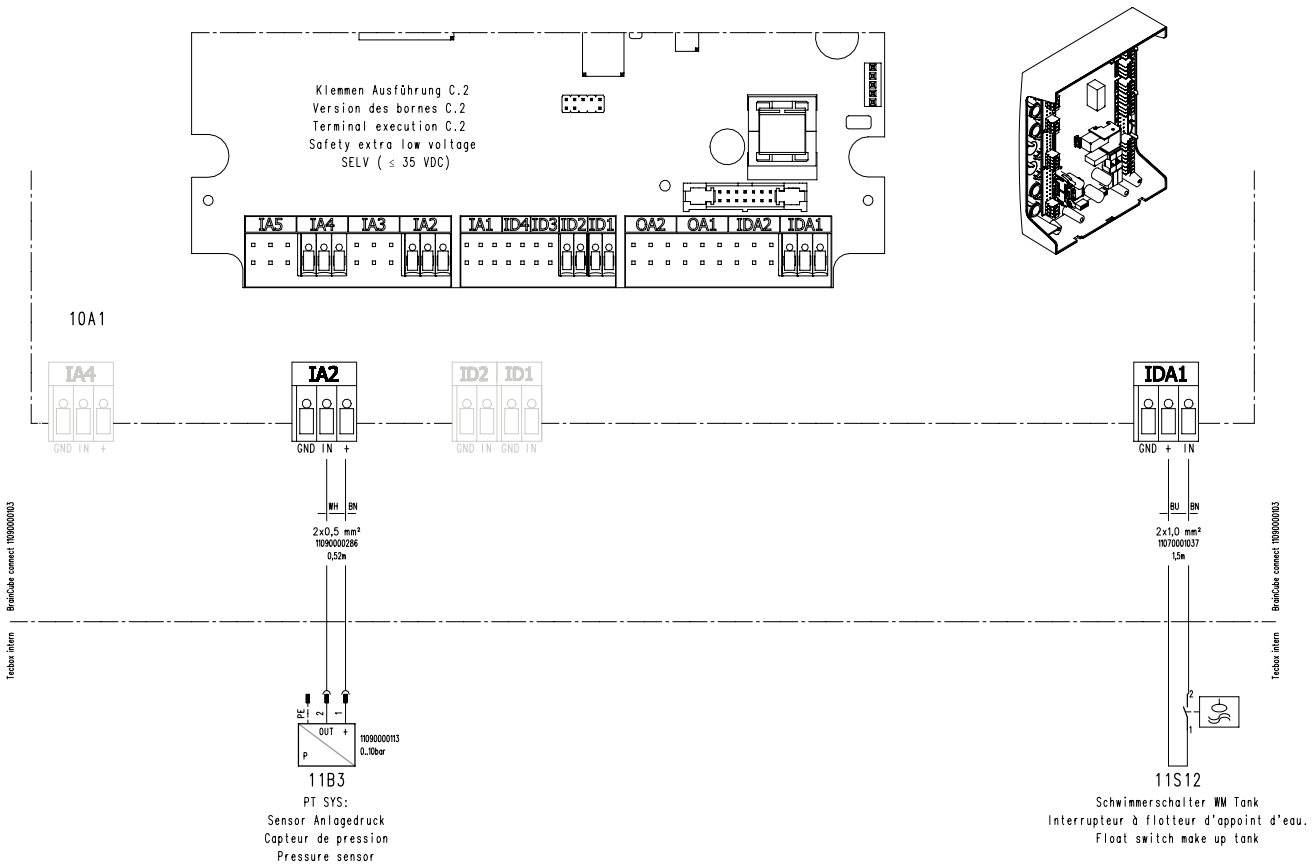 Klemmen Ausführung C.2
Version des bornes C.2
Terminal execution C.2
Safety extra low voltage
SELV ( ≤ 35 VDC)
IA5 IA4 IA3 IA2 IA1 ID4 ID3 ID2 ID1 OA2 OA1 IDA2 IDA1
10A1
IA4
GND IN +
IA2
GND IN +
ID2 ID1
GND IN GND IN
IDA1
GND + IN
WH BN
2x0,5 mm²
11090000286
0,52m
BU BN
2x1,0 mm²
11070001037
1,5m
BrainCube connect 11090000103
Tecbox intern
BrainCube connect 11090000103
Tecbox intern
PE 2 1
OUT +
P
11090000113
0..10bar
11B3
PT SYS:
Sensor Anlagedruck
Capteur de pression
Pressure sensor
2
1
11S12
Schwimmerschalter WM Tank
Interrupteur à flotteur d'appoint d'eau.
Float switch make up tank